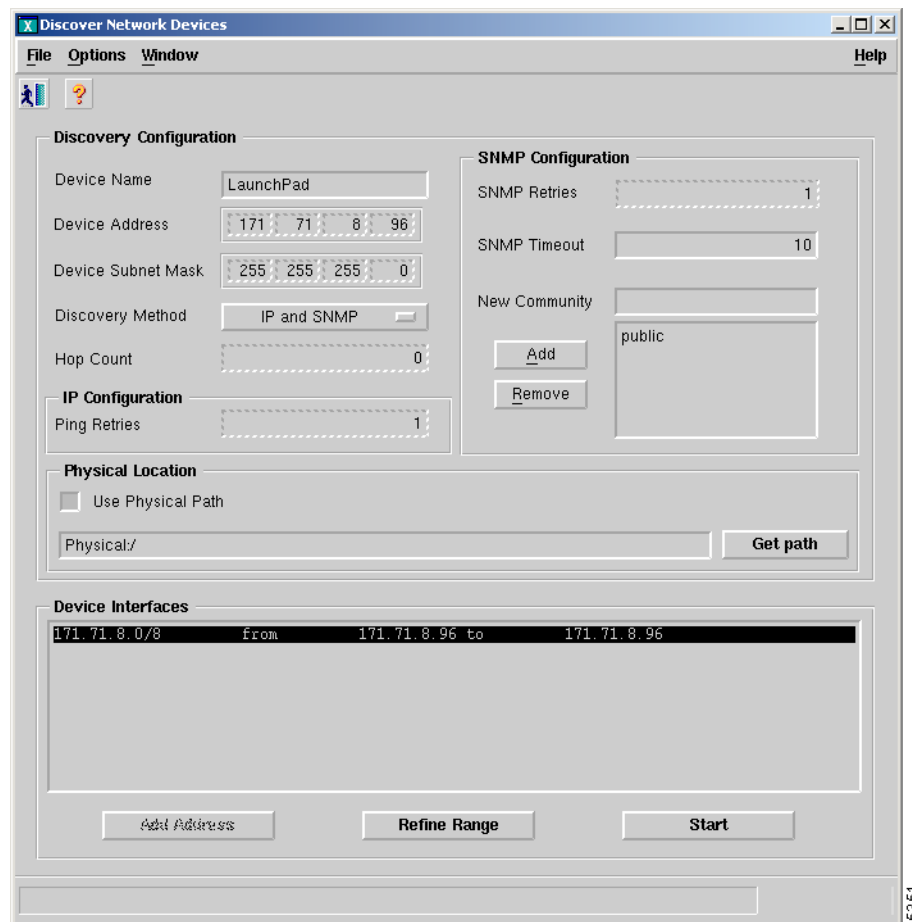 Discover Network Devices
File Options Window Help
Discovery Configuration
Device Name LaunchPad
Device Address 171 71 8 96
Device Subnet Mask 255 255 255 0
Discovery Method IP and SNMP
Hop Count 0
IP Configuration
Ping Retries 1
SNMP Configuration
SNMP Retries 1
SNMP Timeout 10
New Community
Add
Remove
public
Physical Location
Use Physical Path
Physical:/
Get path
Device Interfaces
171.71.8.0/8 from 171.71.8.96 to 171.71.8.96
Add Address Refine Range Start